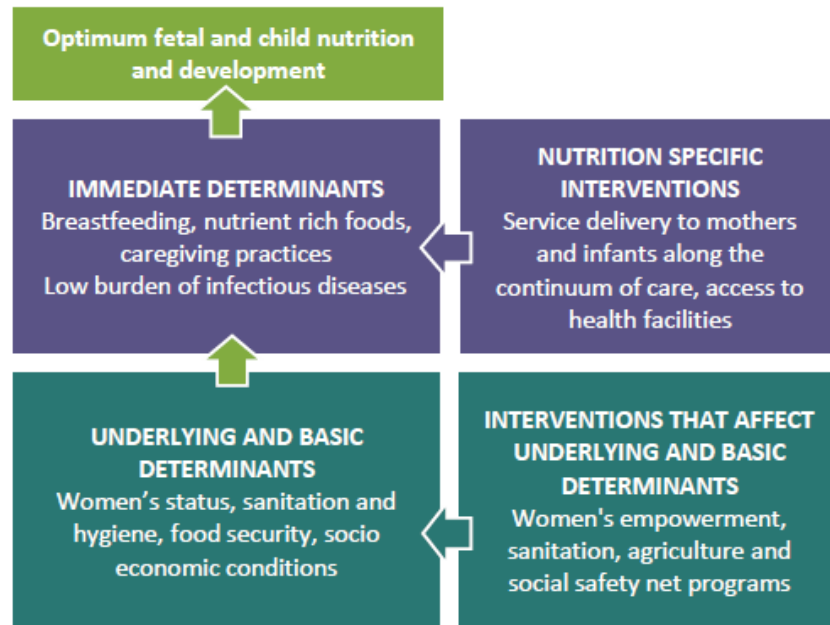 Optimum fetal and child nutrition
and development
IMMEDIATE DETERMINANTS
Breastfeeding, nutrient rich foods,
caregiving practices
Low burden of infectious diseases
NUTRITION SPECIFIC
INTERVENTIONS
Service delivery to mothers
and infants along the
continuum of care, access to
health facilities
UNDERLYING AND BASIC
DETERMINANTS
Women’s status, sanitation and
hygiene, food security, socio
economic conditions
INTERVENTIONS THAT AFFECT
UNDERLYING AND BASIC
DETERMINANTS
Women's empowerment,
sanitation, agriculture and
social safety net programs